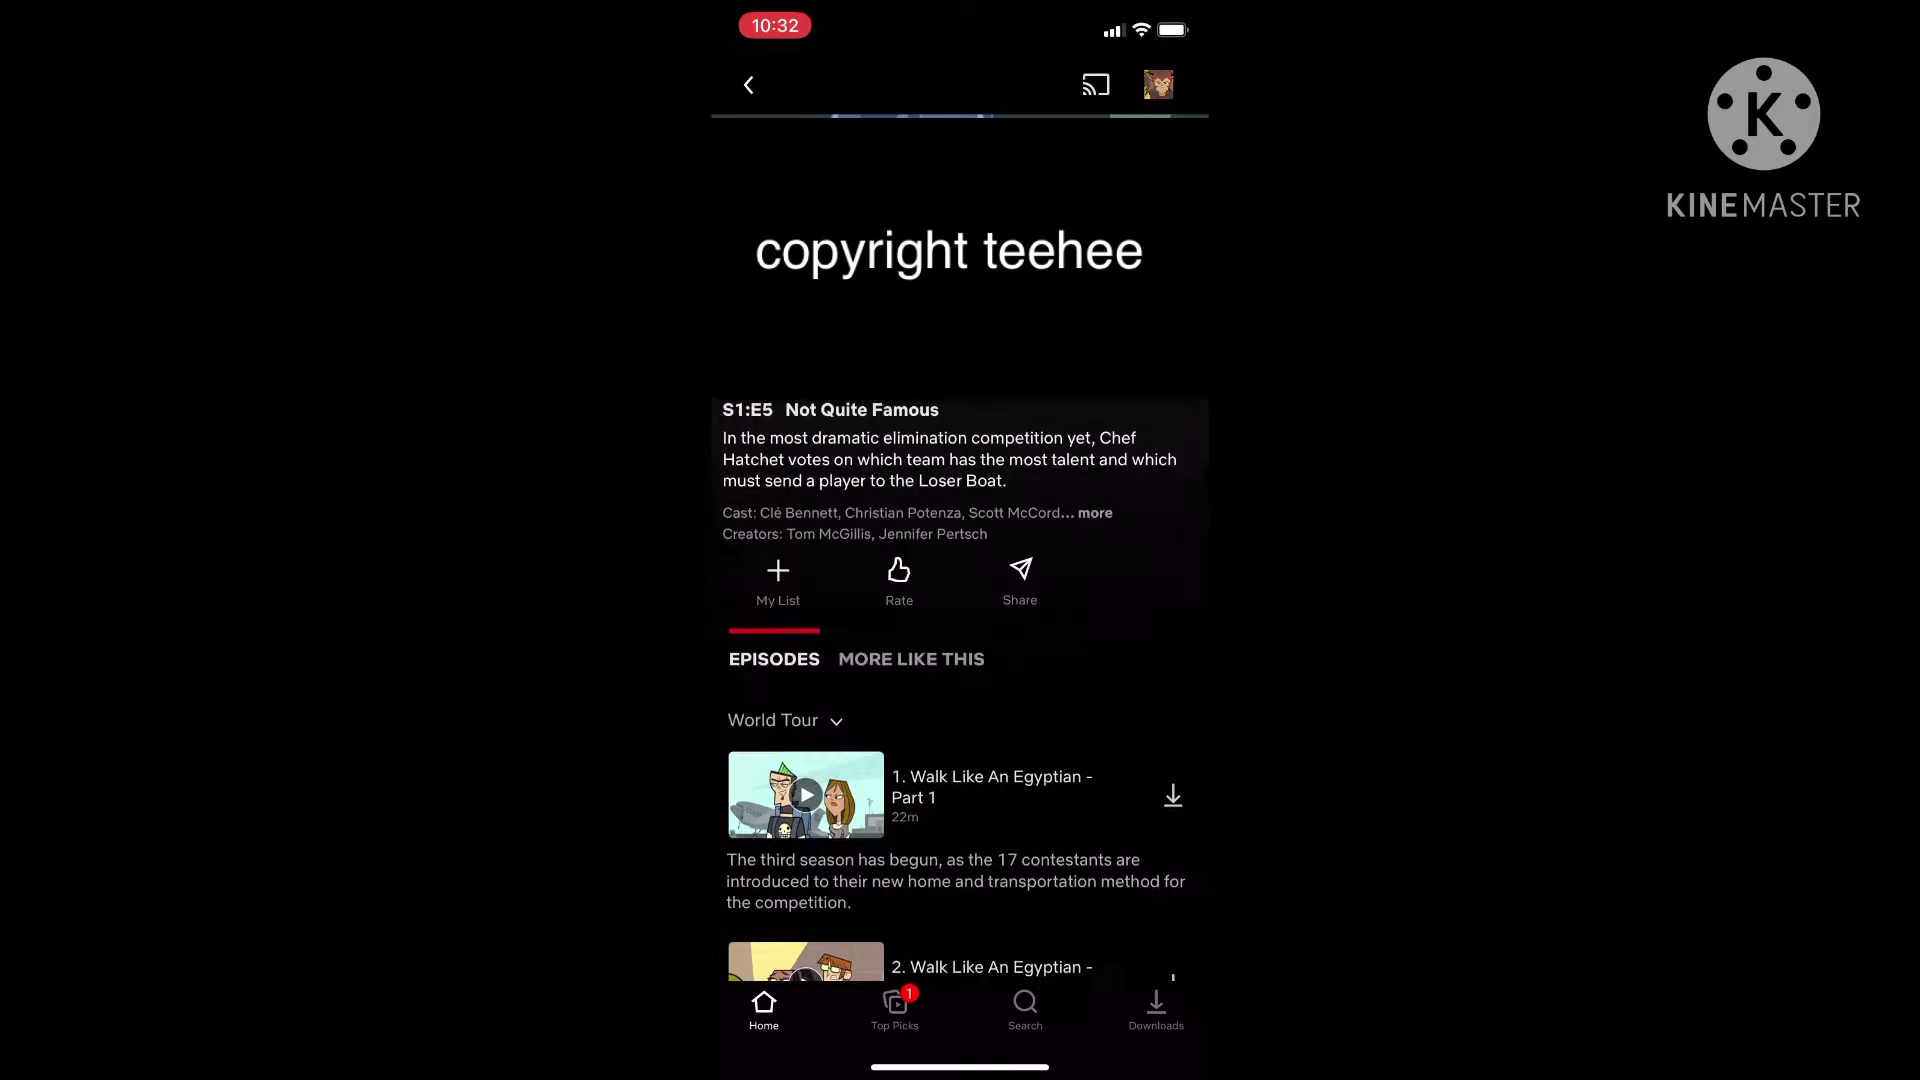 10:32
K
KINEMASTER
copyright teehee
S1:E5 Not Quite Famous
In the most dramatic elimination competition yet, Chef
Hatchet votes on which team has the most talent and which
must send a player to the Loser Boat.
Cast: Clé Bennett, Christian Potenza, Scott McCord... more
Creators: Tom McGillis, Jennifer Pertsch
My List
Rate
Share
EPISODES
MORE LIKE THIS
World Tour
1. Walk Like An Egyptian -
Part 1
22m
The third season has begun, as the 17 contestants are
introduced to their new home and transportation method for
the competition.
2. Walk Like An Egyptian -
1
Home
Top Picks
Search
Downloads